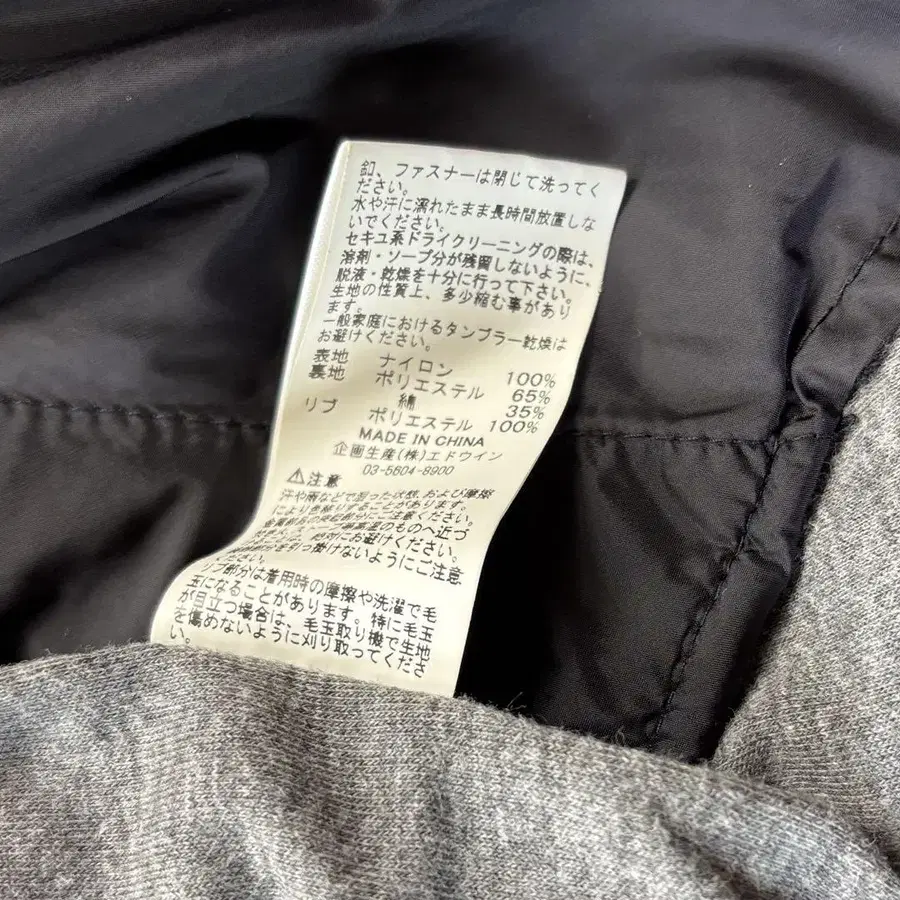 釦、ファスナーは閉じて洗ってく
ださい。
水や汗に濡れたまま長時間放置しな
いでください。
セキユ系ドライクリーニングの際は、
溶剤・ソープ分が残留しないように、
脱液・乾燥を十分に行って下さい。
生地の性質上、多少縮む事があり
ます。
一般家庭におけるタンブラー乾燥は
お避けください。
表地 ナイロン 100%
裏地 ポリエステル 65%
綿 35%
リブ ポリエステル 100%
MADE IN CHINA
企画生産(株)エドウイン
03-5604-8900
⚠注意
汗や雨などで湿った状態、および摩擦
により色移りすることがあります。
お避けください。
引っ掛けないようにご注意
ください。
リブ部分は着用時の摩擦や洗濯で毛
玉になることがあります。特に毛玉
が目立つ場合は、毛玉取り機で生地
を傷めないように刈り取ってくださ
い。